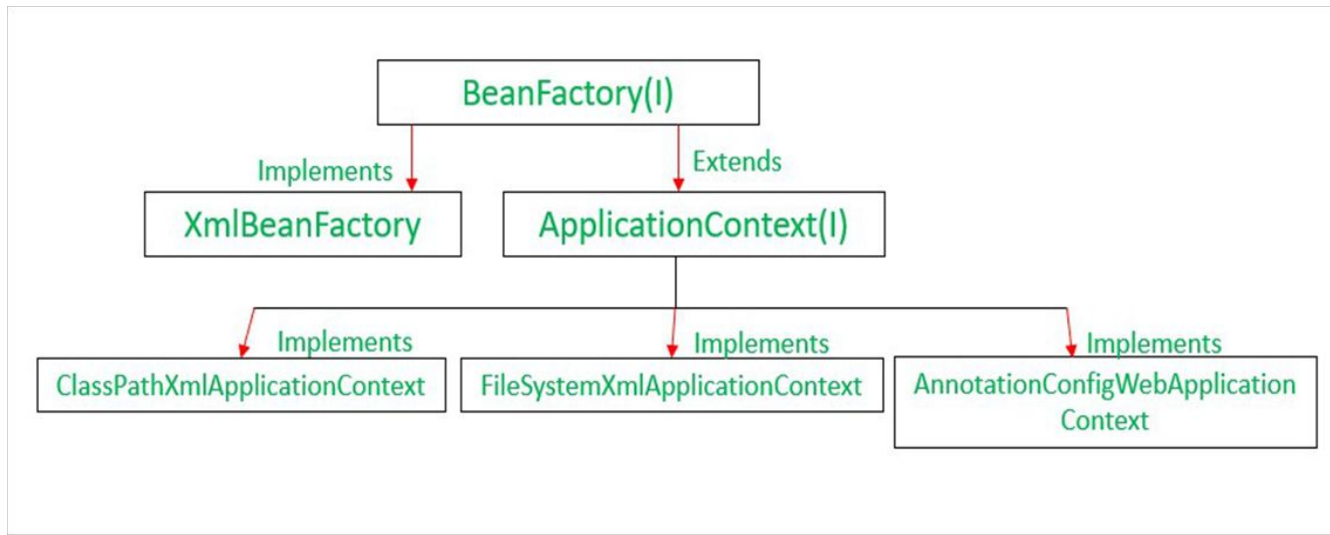 BeanFactory(I)
Implements
Extends
XmlBeanFactory
ApplicationContext(I)
Implements
Implements
Implements
ClassPathXmlApplicationContext
FileSystemXmlApplicationContext
AnnotationConfigWebApplication
Context